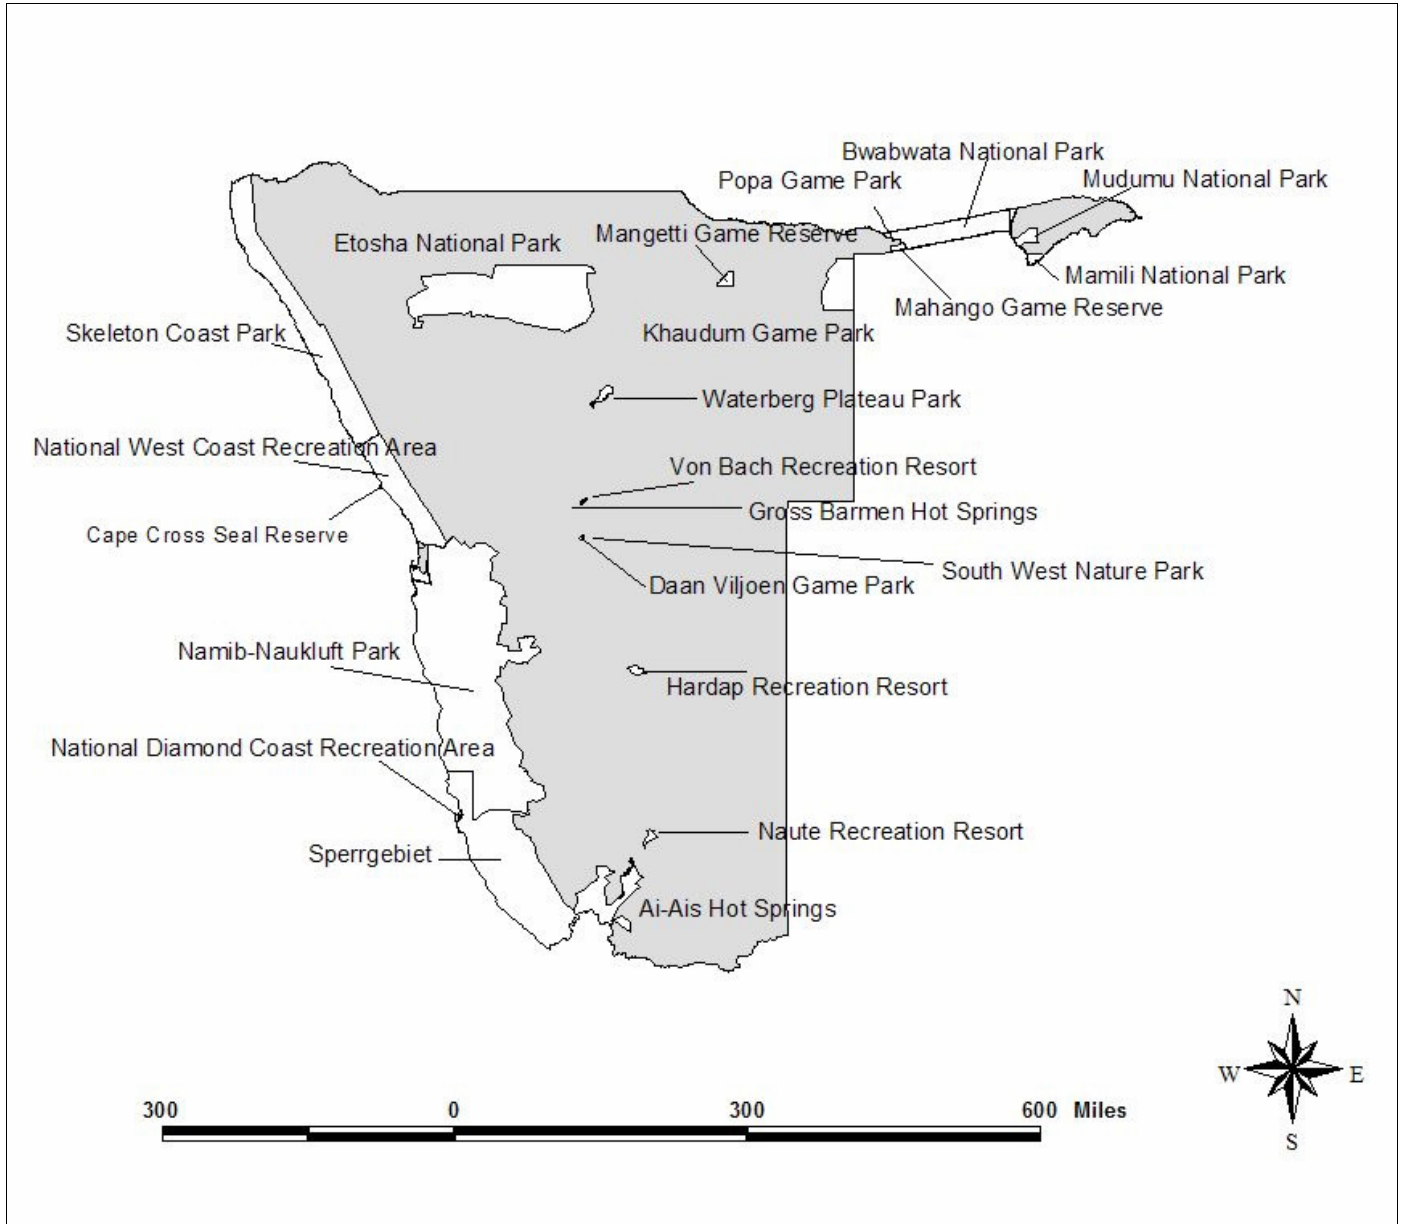 Bwabwata National Park
Popa Game Park
Mudumu National Park
Etosha National Park
Mangetti Game Reserve
Mamili National Park
Mahango Game Reserve
Skeleton Coast Park
Khaudum Game Park
Waterberg Plateau Park
National West Coast Recreation Area
Von Bach Recreation Resort
Gross Barmen Hot Springs
Cape Cross Seal Reserve
South West Nature Park
Daan Viljoen Game Park
Namib-Naukluft Park
Hardap Recreation Resort
National Diamond Coast Recreation Area
Naute Recreation Resort
Sperrgebiet
Ai-Ais Hot Springs
N
W E
S
300 0 300 600 Miles